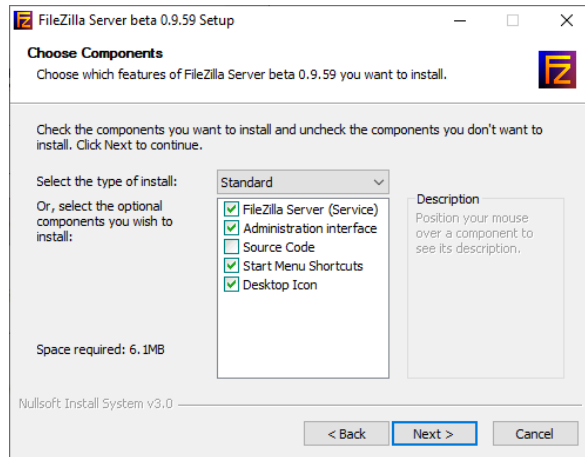 FileZilla Server beta 0.9.59 Setup
Choose Components
Choose which features of FileZilla Server beta 0.9.59 you want to install.
Check the components you want to install and uncheck the components you don't want to
install. Click Next to continue.
Select the type of install:
Standard
Or, select the optional
components you wish to
install:
FileZilla Server (Service)
Administration interface
Source Code
Start Menu Shortcuts
Desktop Icon
Description
Position your mouse
over a component to
see its description.
Space required: 6.1MB
Nullsoft Install System v3.0
< Back
Next >
Cancel